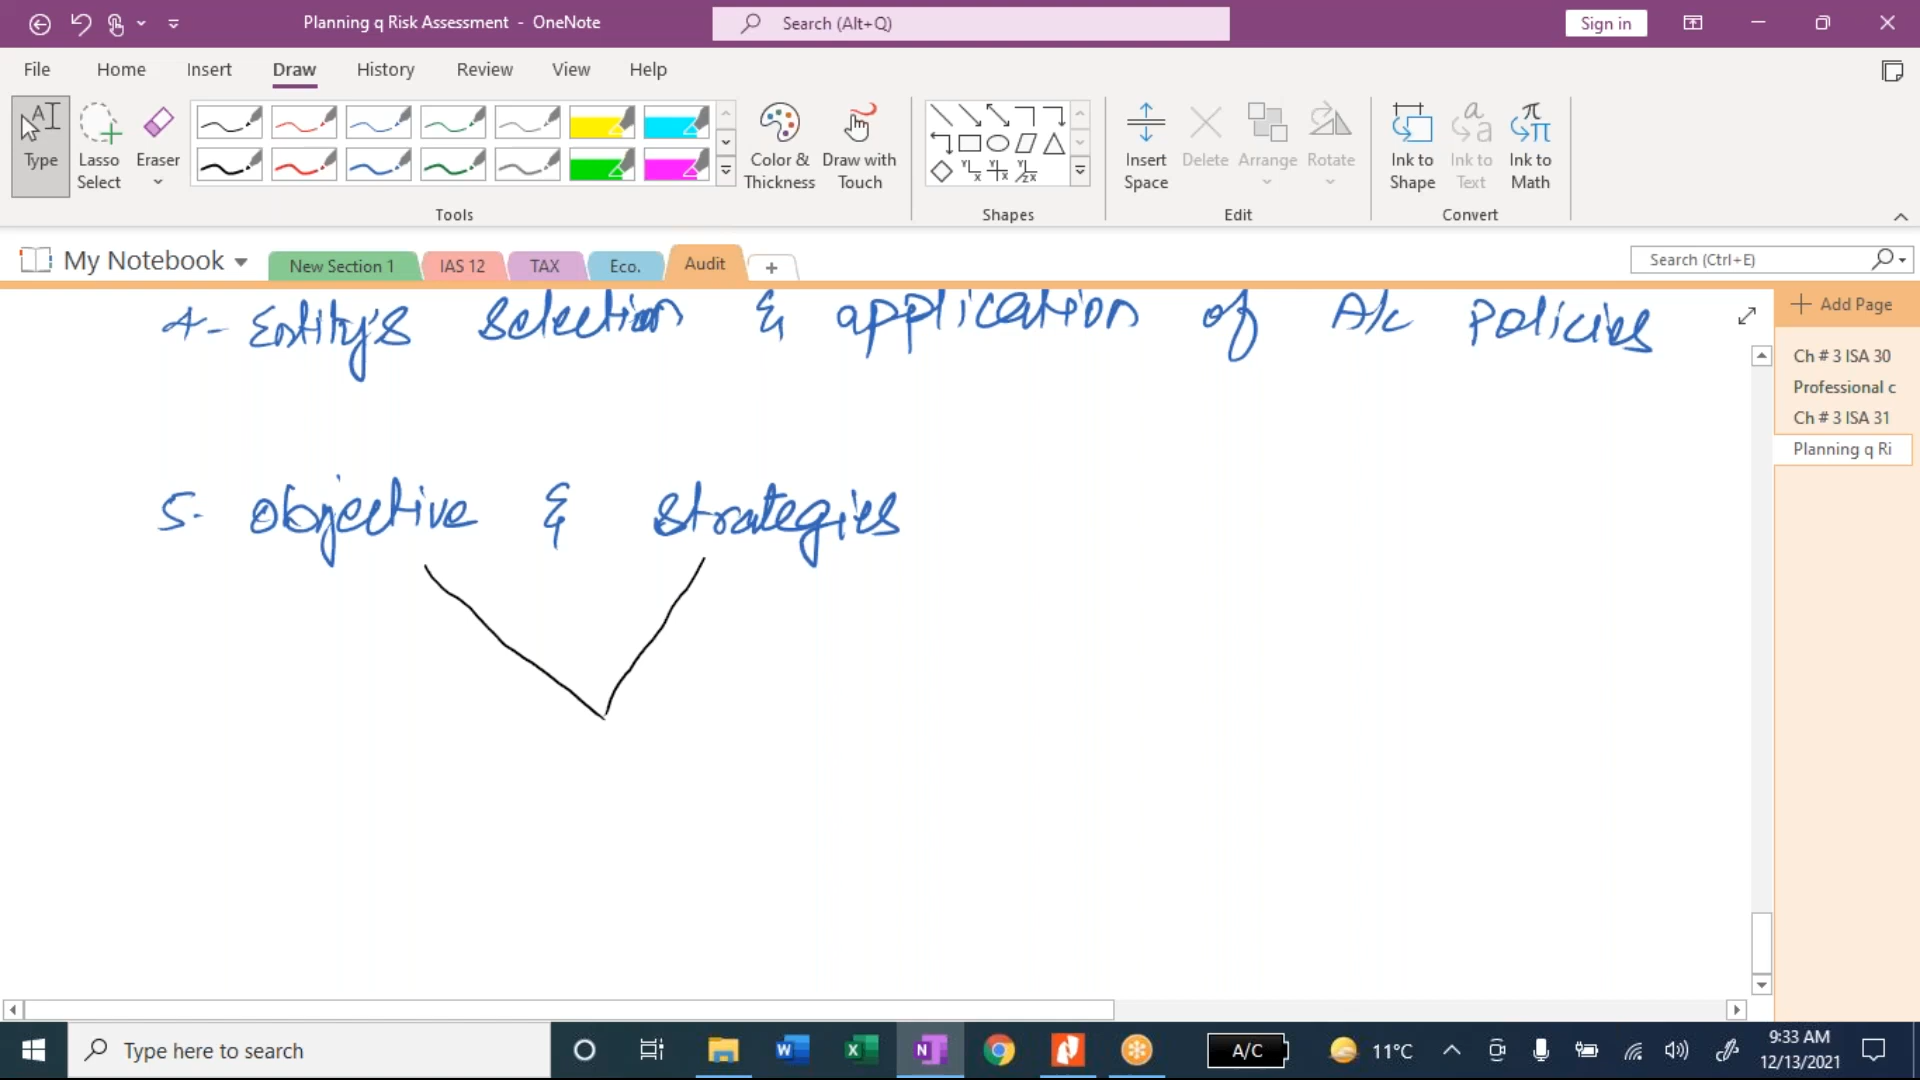 Planning q Risk Assessment - OneNote
Search (Alt+Q)
Sign in
File Home Insert Draw History Review View Help
Type
Lasso Select
Eraser
Color & Thickness
Draw with Touch
Insert Space
Delete
Arrange
Rotate
Ink to Shape
Ink to Text
Ink to Math
Tools Shapes Edit Convert
My Notebook New Section 1 IAS 12 TAX Eco. Audit
Search (Ctrl+E)
Add Page
Ch # 3 ISA 30
Professional c
Ch # 3 ISA 31
Planning q Ri
4- Entity's Selection & application of A/c Policies
5- Objective & Strategies
Type here to search
A/C
11°C
9:33 AM
12/13/2021